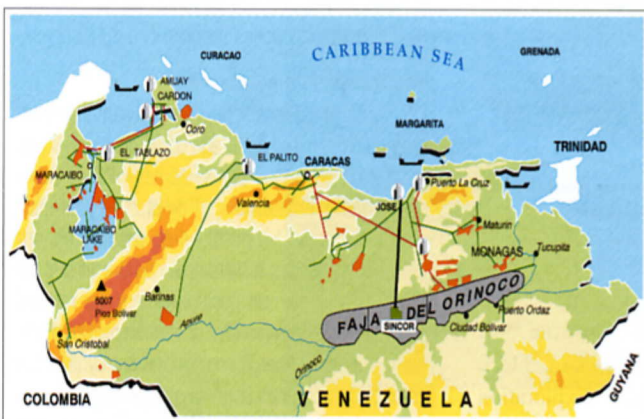 CARIBBEAN SEA
CURACAO
GRENADA
AMUAY
CARDON
Coro
MARGARITA
TRINIDAD
EL TABLAZO
EL PALITO
CARACAS
MARACAIBO
Puerto La Cruz
Valencia
JOSE
MARACAIBO
LAKE
Maturin
MONAGAS
Tucupita
5007
Pion Bolivar
Barinas
FAJA DEL ORINOCO
Puerto Ordaz
SINCOR
Ciudad Bolivar
Apure
San Cristobal
Orinoco
COLOMBIA
VENEZUELA
GUYANA